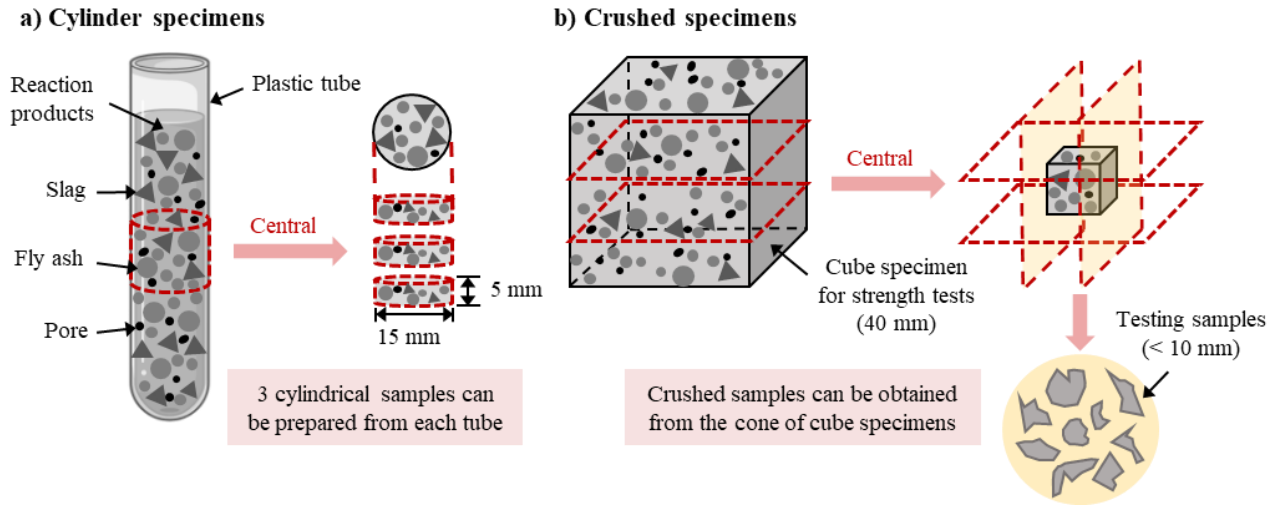 a) Cylinder specimens
Reaction
products
Plastic tube
Slag
Fly ash
Pore
Central
5 mm
15 mm
3 cylindrical samples can
be prepared from each tube
b) Crushed specimens
Central
Cube specimen
for strength tests
(40 mm)
Testing samples
(< 10 mm)
Crushed samples can be obtained
from the cone of cube specimens